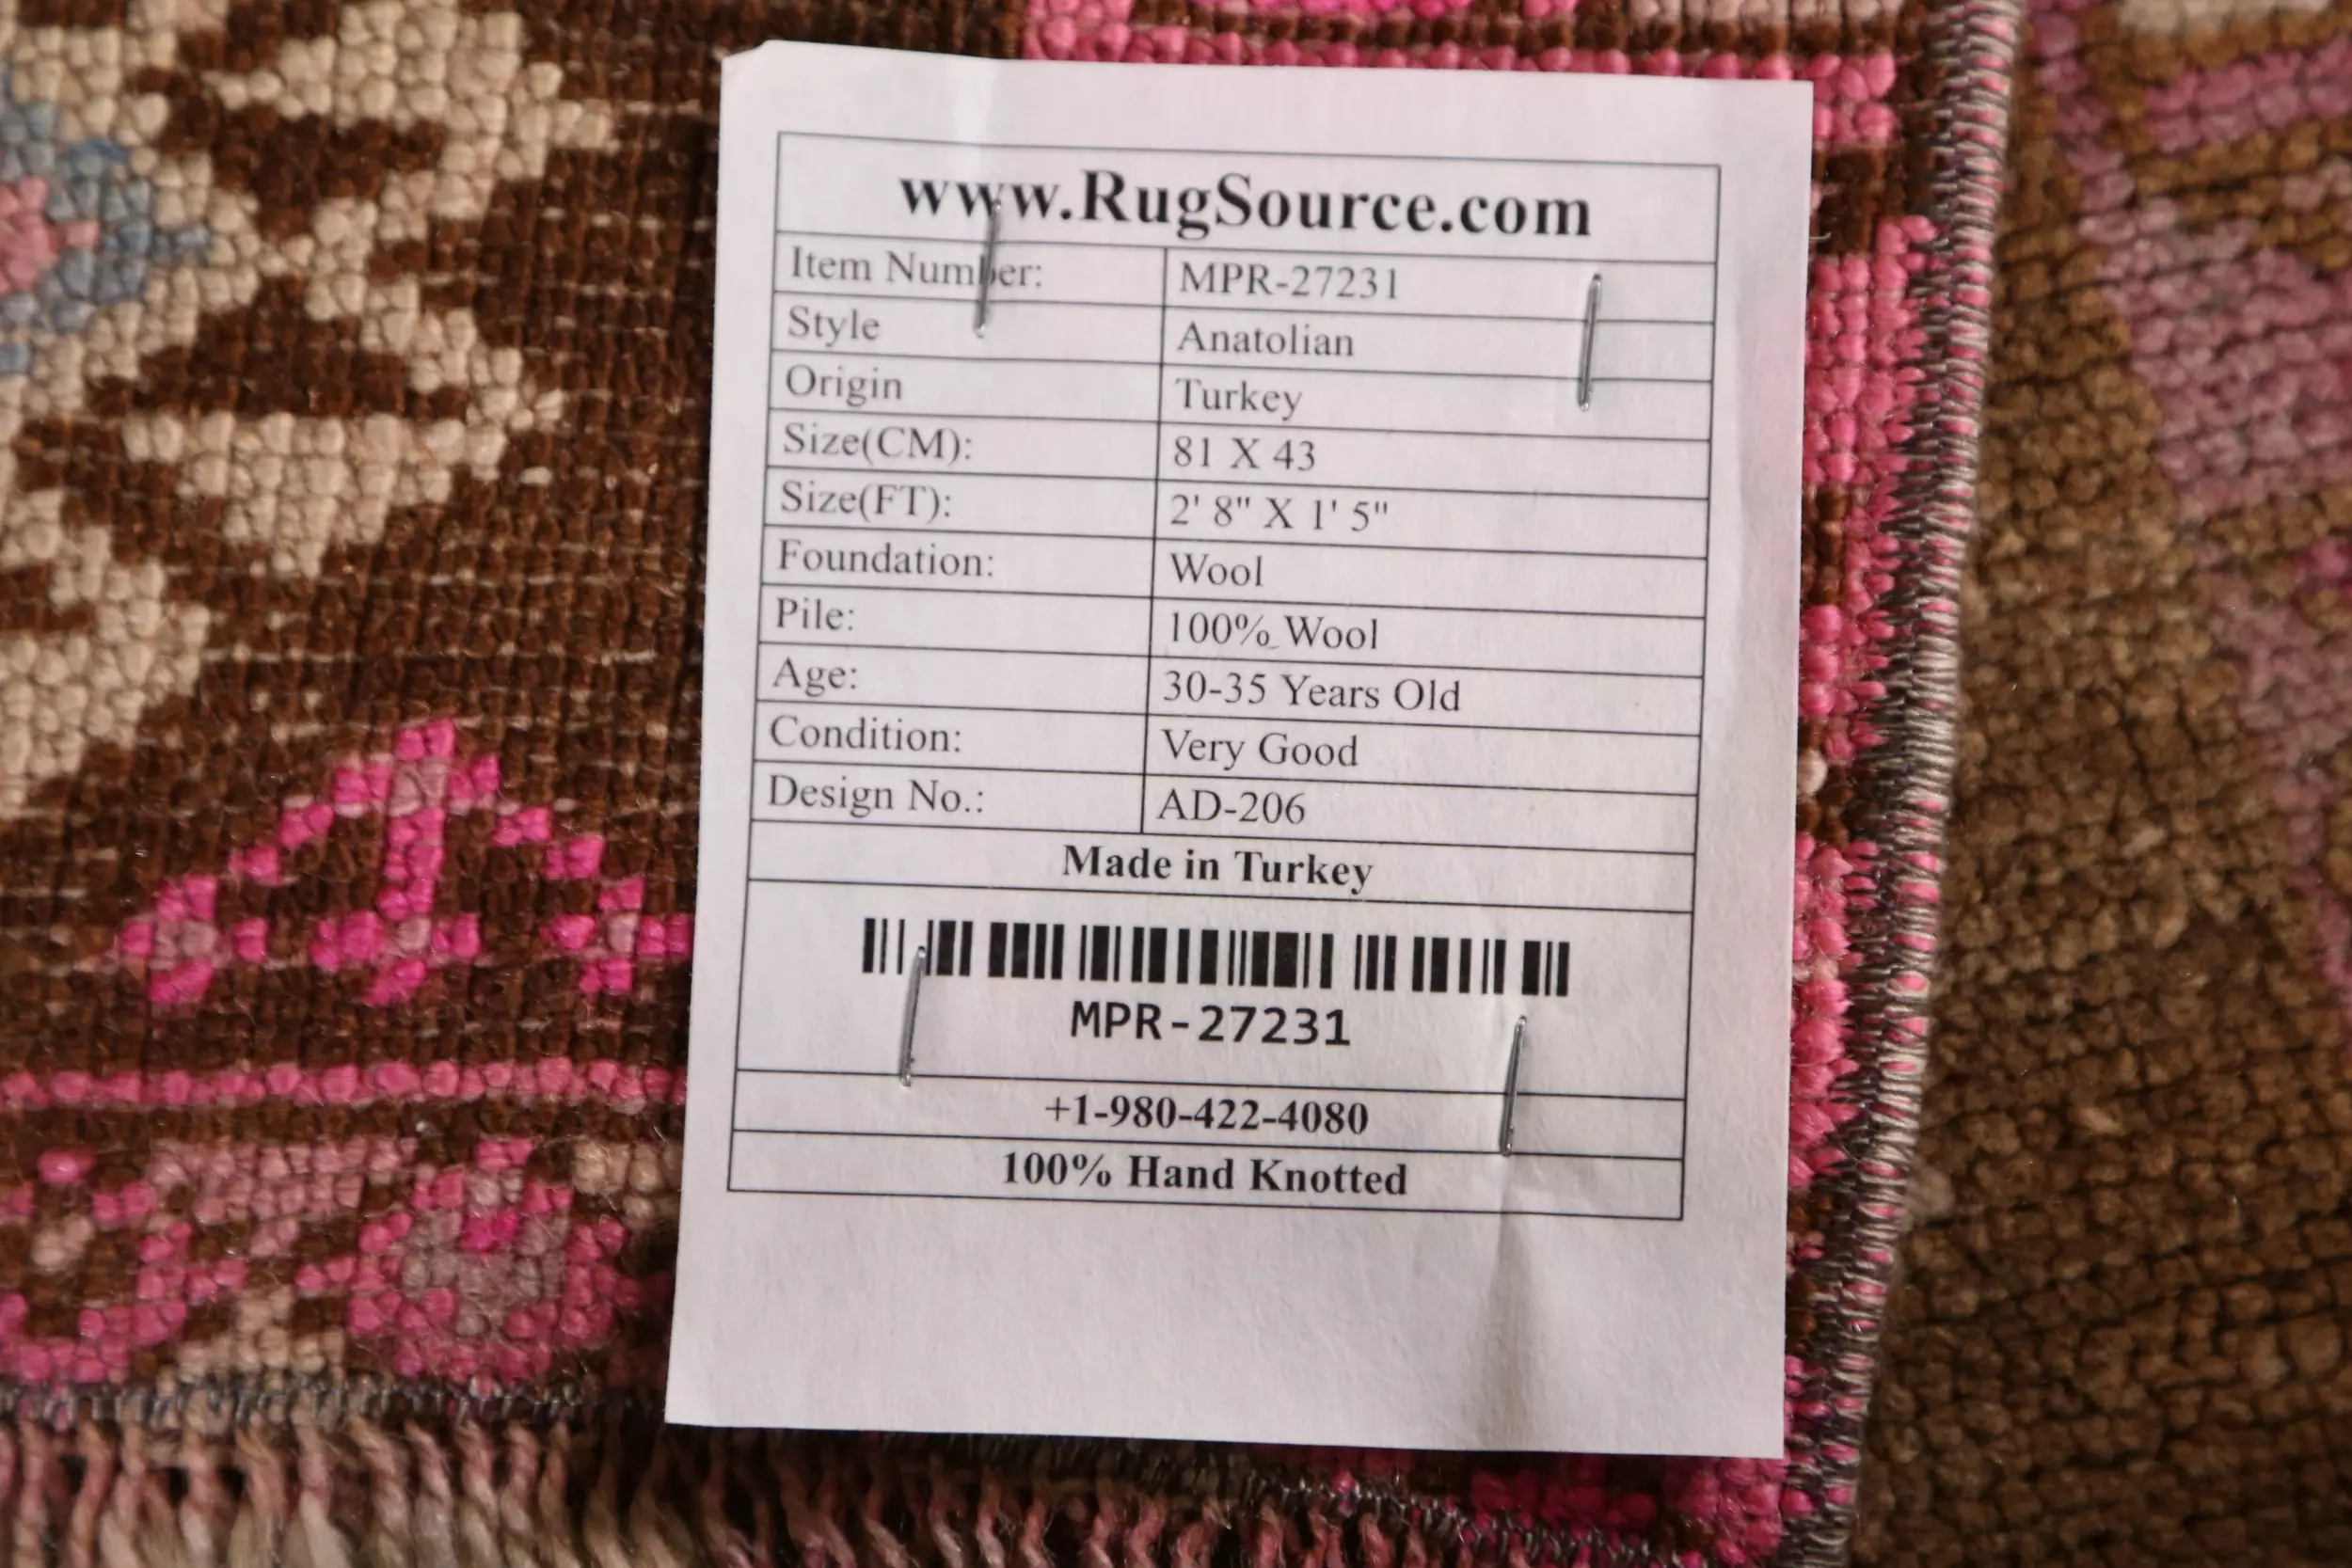 www.RugSource.com
Item Number: MPR-27231
Style Anatolian
Origin Turkey
Size(CM): 81 X 43
Size(FT): 2' 8" X 1' 5"
Foundation: Wool
Pile: 100% Wool
Age: 30-35 Years Old
Condition: Very Good
Design No.: AD-206
Made in Turkey
MPR-27231
+1-980-422-4080
100% Hand Knotted